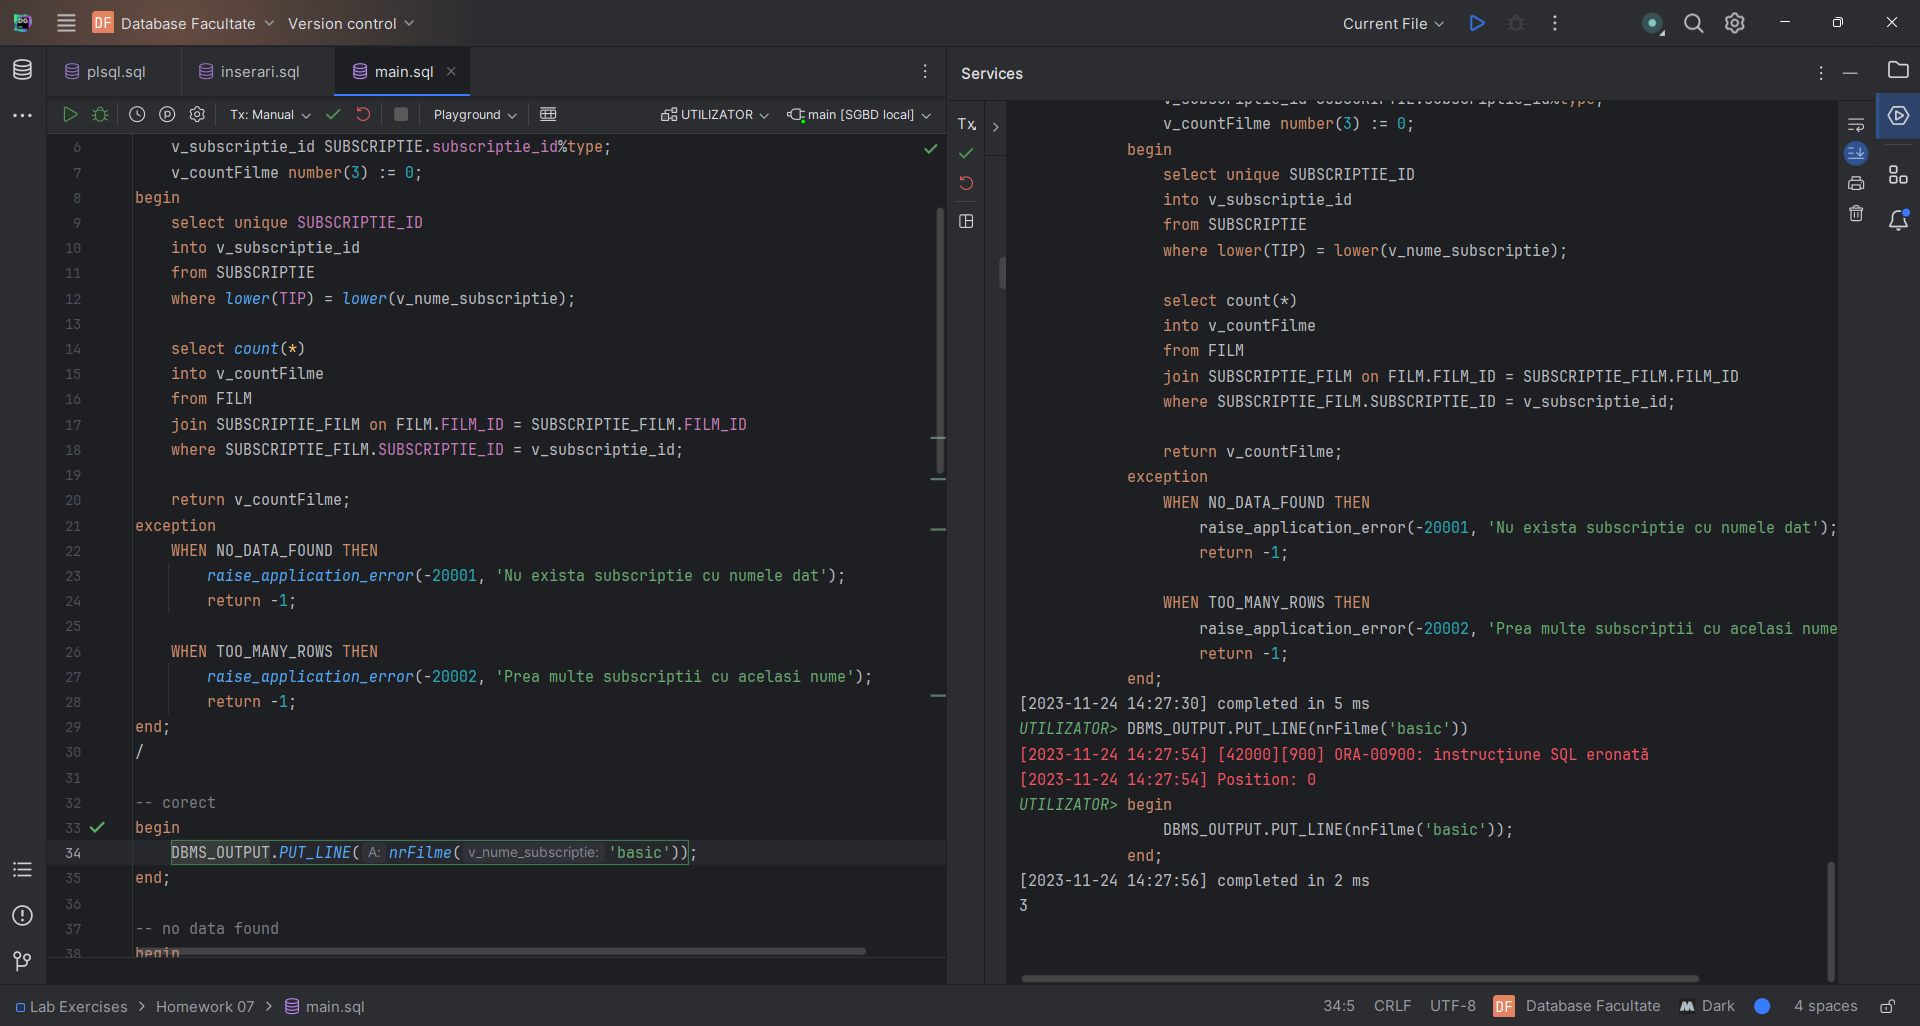 DG
DF Database Facultate
Version control
Current File
plsql.sql
inserari.sql
main.sql
Services
Tx: Manual
Playground
UTILIZATOR
main [SGBD local]
6 v_subscriptie_id SUBSCRIPTIE.subscriptie_id%type;
7 v_countFilme number(3) := 0;
8 begin
9 select unique SUBSCRIPTIE_ID
10 into v_subscriptie_id
11 from SUBSCRIPTIE
12 where lower(TIP) = lower(v_nume_subscriptie);
13
14 select count(*)
15 into v_countFilme
16 from FILM
17 join SUBSCRIPTIE_FILM on FILM.FILM_ID = SUBSCRIPTIE_FILM.FILM_ID
18 where SUBSCRIPTIE_FILM.SUBSCRIPTIE_ID = v_subscriptie_id;
19
20 return v_countFilme;
21 exception
22 WHEN NO_DATA_FOUND THEN
23 raise_application_error(-20001, 'Nu exista subscriptie cu numele dat');
24 return -1;
25
26 WHEN TOO_MANY_ROWS THEN
27 raise_application_error(-20002, 'Prea multe subscriptii cu acelasi nume');
28 return -1;
29 end;
30 /
31
32 -- corect
33 begin
34 DBMS_OUTPUT.PUT_LINE( A: nrFilme( v_nume_subscriptie: 'basic'));
35 end;
36
37 -- no data found
38 begin
Tx
v_subscriptie_id SUBSCRIPTIE.subscriptie_id%type;
v_countFilme number(3) := 0;
begin
select unique SUBSCRIPTIE_ID
into v_subscriptie_id
from SUBSCRIPTIE
where lower(TIP) = lower(v_nume_subscriptie);
select count(*)
into v_countFilme
from FILM
join SUBSCRIPTIE_FILM on FILM.FILM_ID = SUBSCRIPTIE_FILM.FILM_ID
where SUBSCRIPTIE_FILM.SUBSCRIPTIE_ID = v_subscriptie_id;
return v_countFilme;
exception
WHEN NO_DATA_FOUND THEN
raise_application_error(-20001, 'Nu exista subscriptie cu numele dat');
return -1;
WHEN TOO_MANY_ROWS THEN
raise_application_error(-20002, 'Prea multe subscriptii cu acelasi nume
return -1;
end;
[2023-11-24 14:27:30] completed in 5 ms
UTILIZATOR> DBMS_OUTPUT.PUT_LINE(nrFilme('basic'))
[2023-11-24 14:27:54] [42000][900] ORA-00900: instrucţiune SQL eronată
[2023-11-24 14:27:54] Position: 0
UTILIZATOR> begin
DBMS_OUTPUT.PUT_LINE(nrFilme('basic'));
end;
[2023-11-24 14:27:56] completed in 2 ms
3
Lab Exercises > Homework 07 > main.sql
34:5
CRLF
UTF-8
DF Database Facultate
Dark
4 spaces